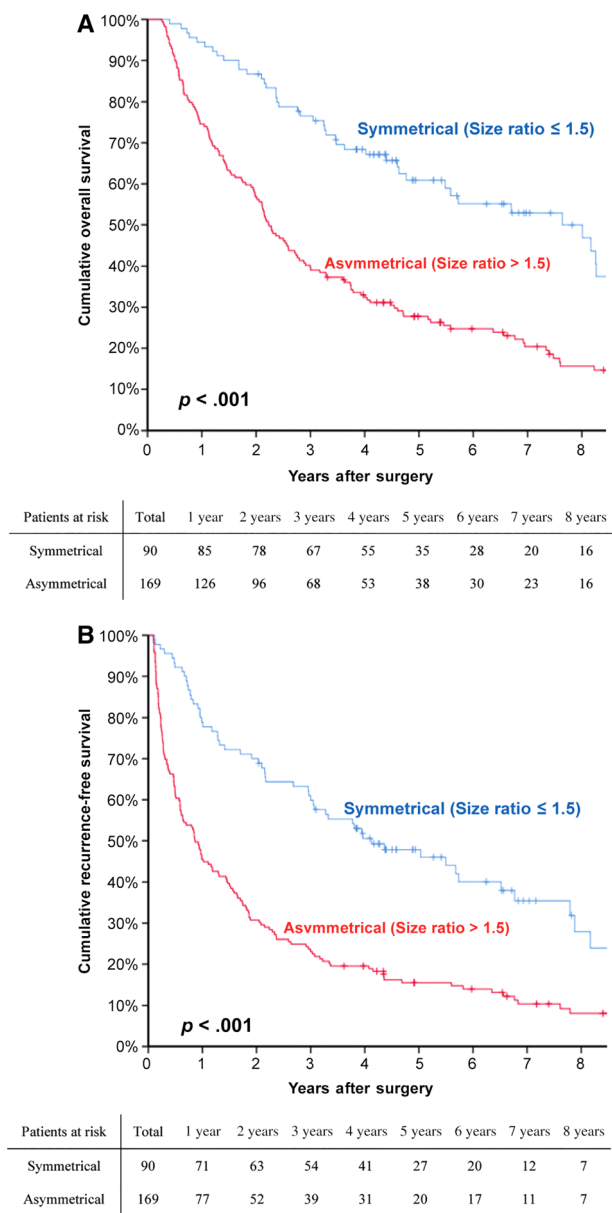 A
100%
90%
80%
70%
60%
50%
40%
30%
20%
10%
0%
Cumulative overall survival
Symmetrical (Size ratio ≤ 1.5)
Asvmmetrical (Size ratio > 1.5)
p < .001
0 1 2 3 4 5 6 7 8
Years after surgery
Patients at risk Total 1 year 2 years 3 years 4 years 5 years 6 years 7 years 8 years
Symmetrical 90 85 78 67 55 35 28 20 16
Asymmetrical 169 126 96 68 53 38 30 23 16
B
100%
90%
80%
70%
60%
50%
40%
30%
20%
10%
0%
Cumulative recurrence-free survival
Symmetrical (Size ratio ≤ 1.5)
Asvmmetrical (Size ratio > 1.5)
p < .001
0 1 2 3 4 5 6 7 8
Years after surgery
Patients at risk Total 1 year 2 years 3 years 4 years 5 years 6 years 7 years 8 years
Symmetrical 90 71 63 54 41 27 20 12 7
Asymmetrical 169 77 52 39 31 20 17 11 7